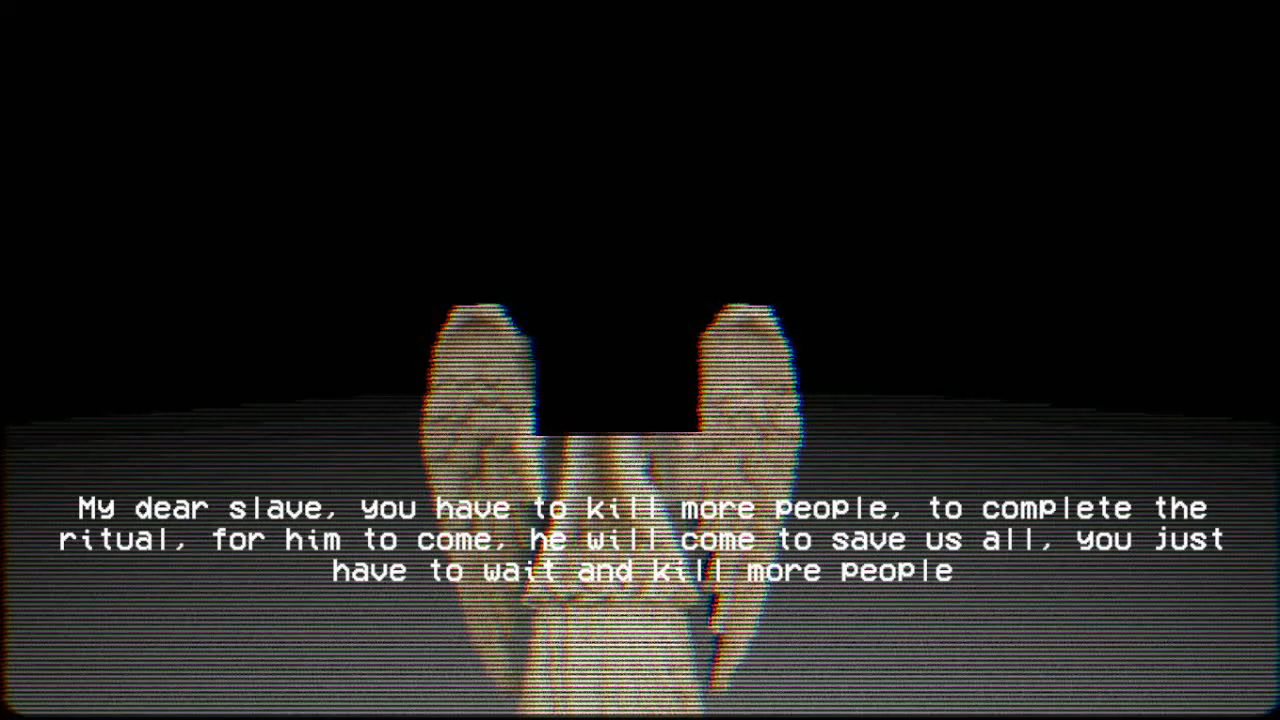 My dear slave, you have to kill more people, to complete the
ritual, for him to come, he will come to save us all, you just
have to wait and kill more people